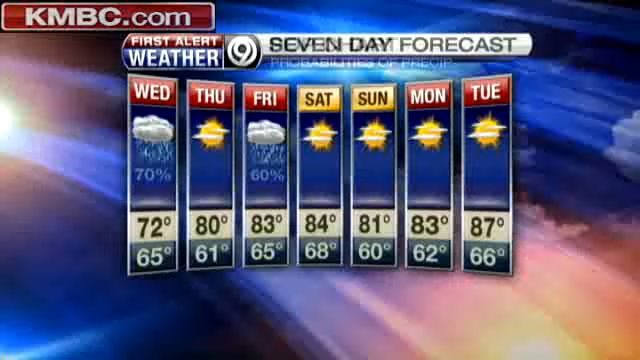 KMBC.com
FIRST ALERT
WEATHER
9
SEVEN DAY FORECAST
PROBABILITIES OF PRECIP
WED THU FRI SAT SUN MON TUE
70% 60%
72° 80° 83° 84° 81° 83° 87°
65° 61° 65° 68° 60° 62° 66°